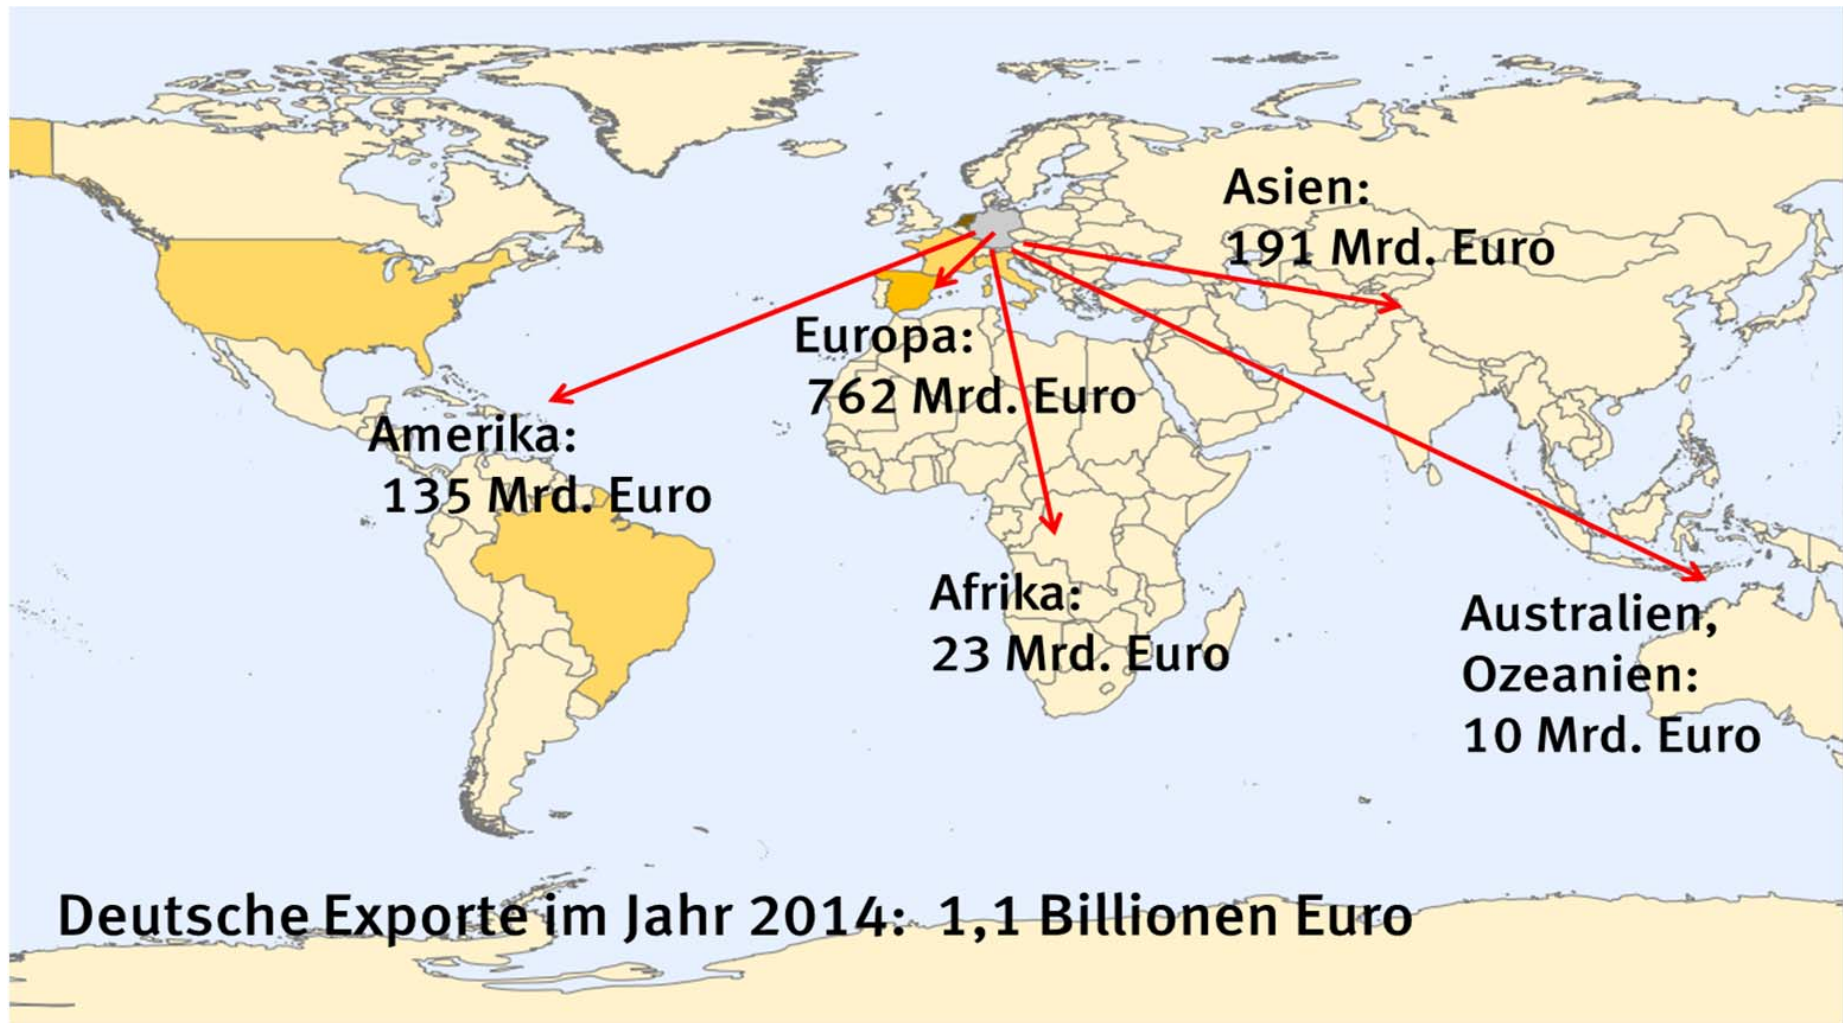 Asien:
191 Mrd. Euro
Europa:
762 Mrd. Euro
Amerika:
135 Mrd. Euro
Afrika:
23 Mrd. Euro
Australien,
Ozeanien:
10 Mrd. Euro
Deutsche Exporte im Jahr 2014: 1,1 Billionen Euro